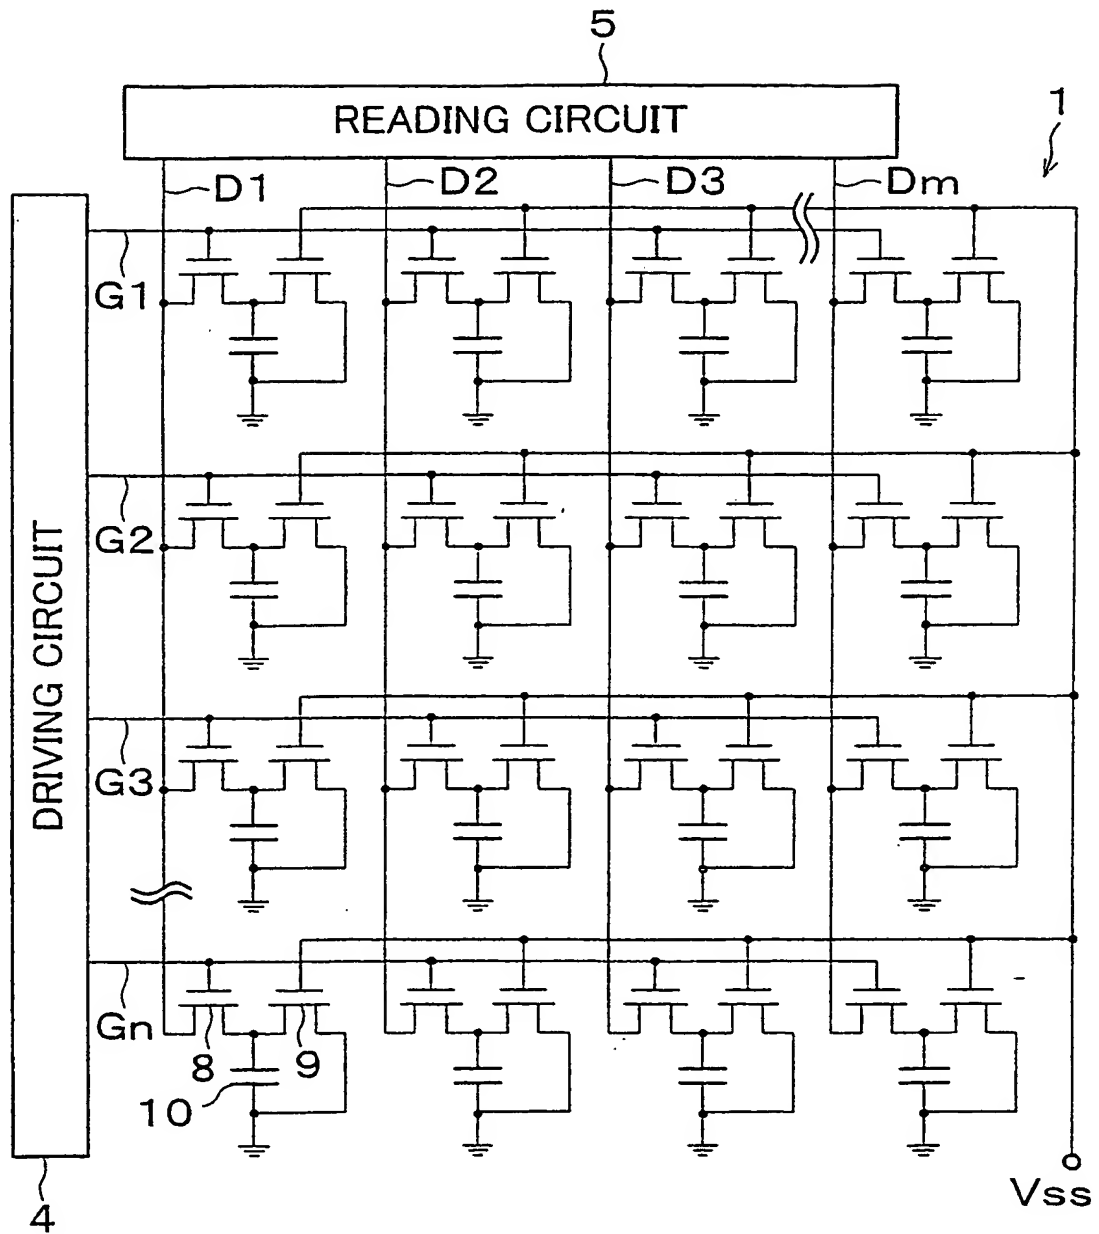 5
READING CIRCUIT
1
D1
D2
D3
Dm
G1
G2
DRIVING CIRCUIT
G3
Gn
8
9
10
4
Vss